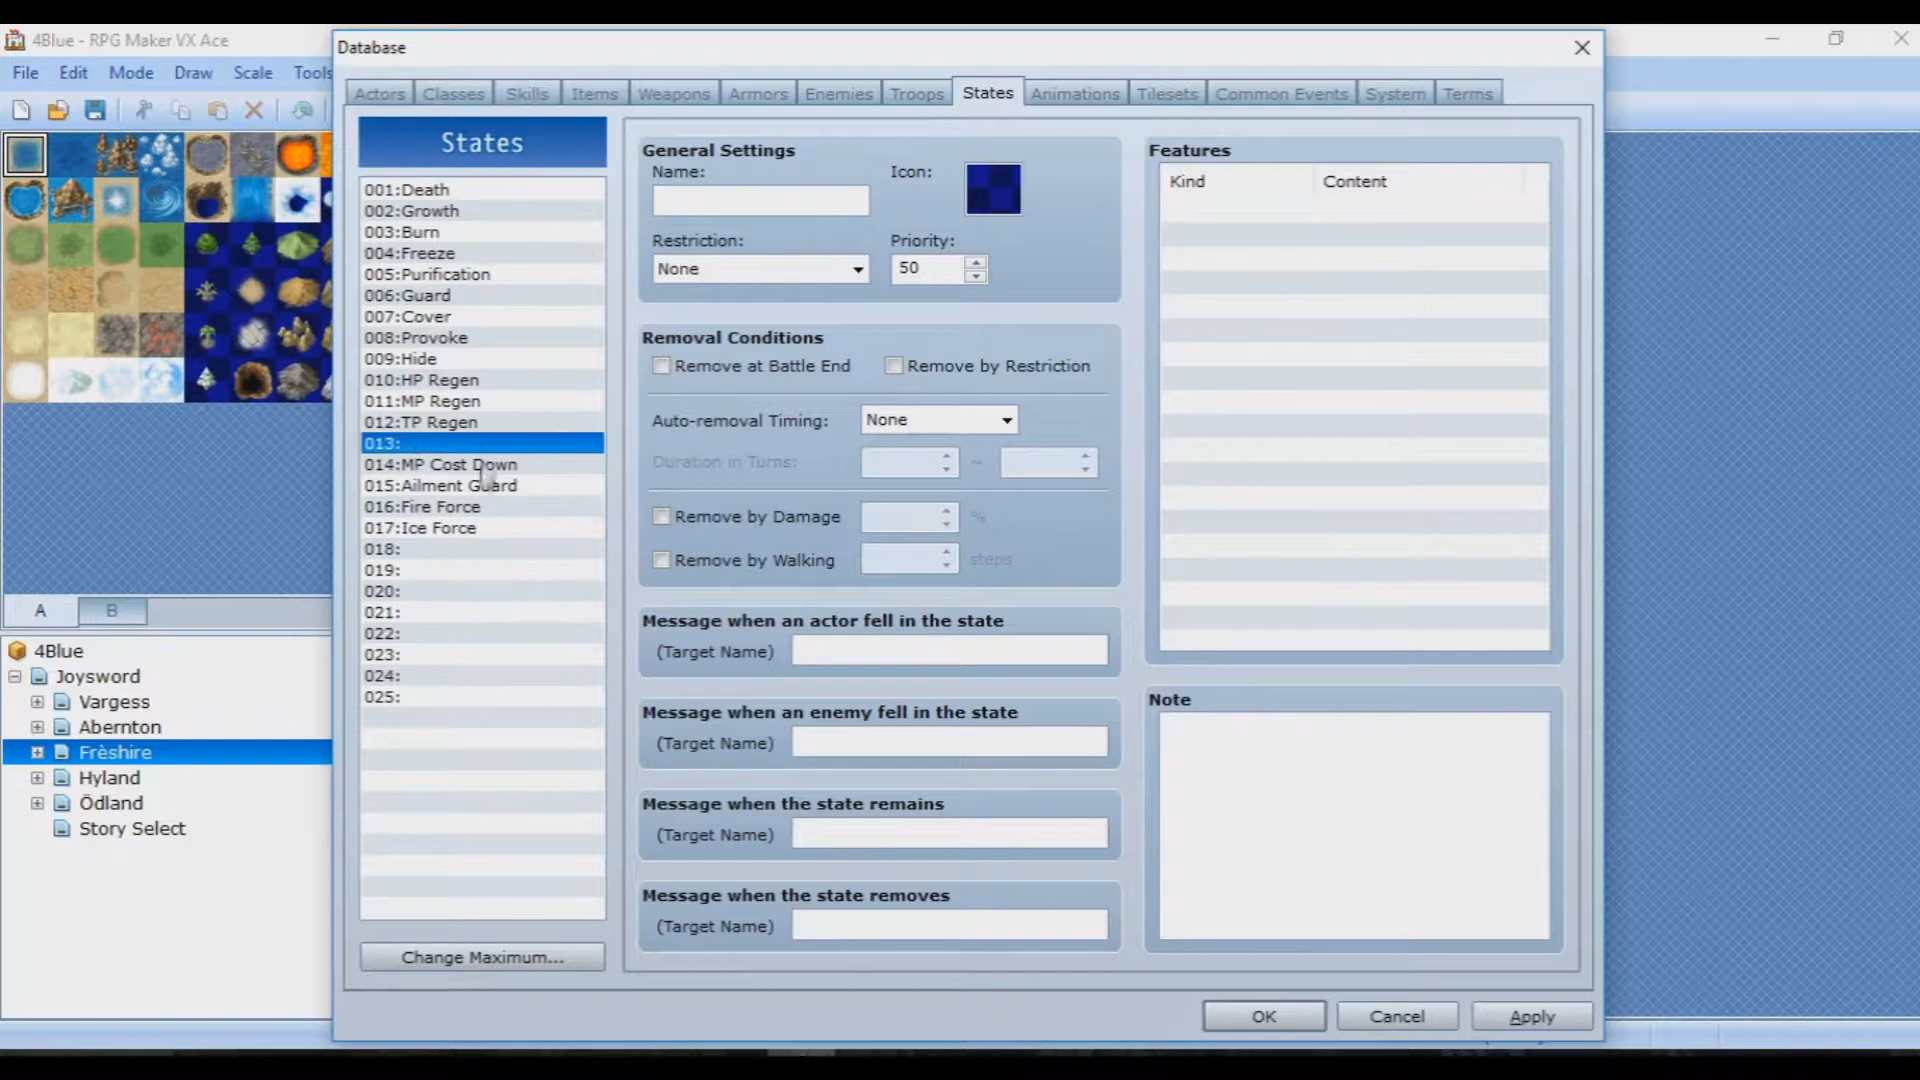 4Blue - RPG Maker VX Ace
File Edit Mode Draw Scale Tools
A B
4Blue
Joysword
Vargess
Abernton
Frèshire
Hyland
Ödland
Story Select
Database
Actors Classes Skills Items Weapons Armors Enemies Troops States Animations Tilesets Common Events System Terms
States
001:Death
002:Growth
003:Burn
004:Freeze
005:Purification
006:Guard
007:Cover
008:Provoke
009:Hide
010:HP Regen
011:MP Regen
012:TP Regen
013:
014:MP Cost Down
015:Ailment Guard
016:Fire Force
017:Ice Force
018:
019:
020:
021:
022:
023:
024:
025:
Change Maximum...
General Settings
Name: Icon:
Restriction: Priority:
None 50
Removal Conditions
Remove at Battle End Remove by Restriction
Auto-removal Timing: None
Duration in Turns: ~
Remove by Damage %
Remove by Walking steps
Message when an actor fell in the state
(Target Name)
Message when an enemy fell in the state
(Target Name)
Message when the state remains
(Target Name)
Message when the state removes
(Target Name)
Features
Kind Content
Note
OK Cancel Apply